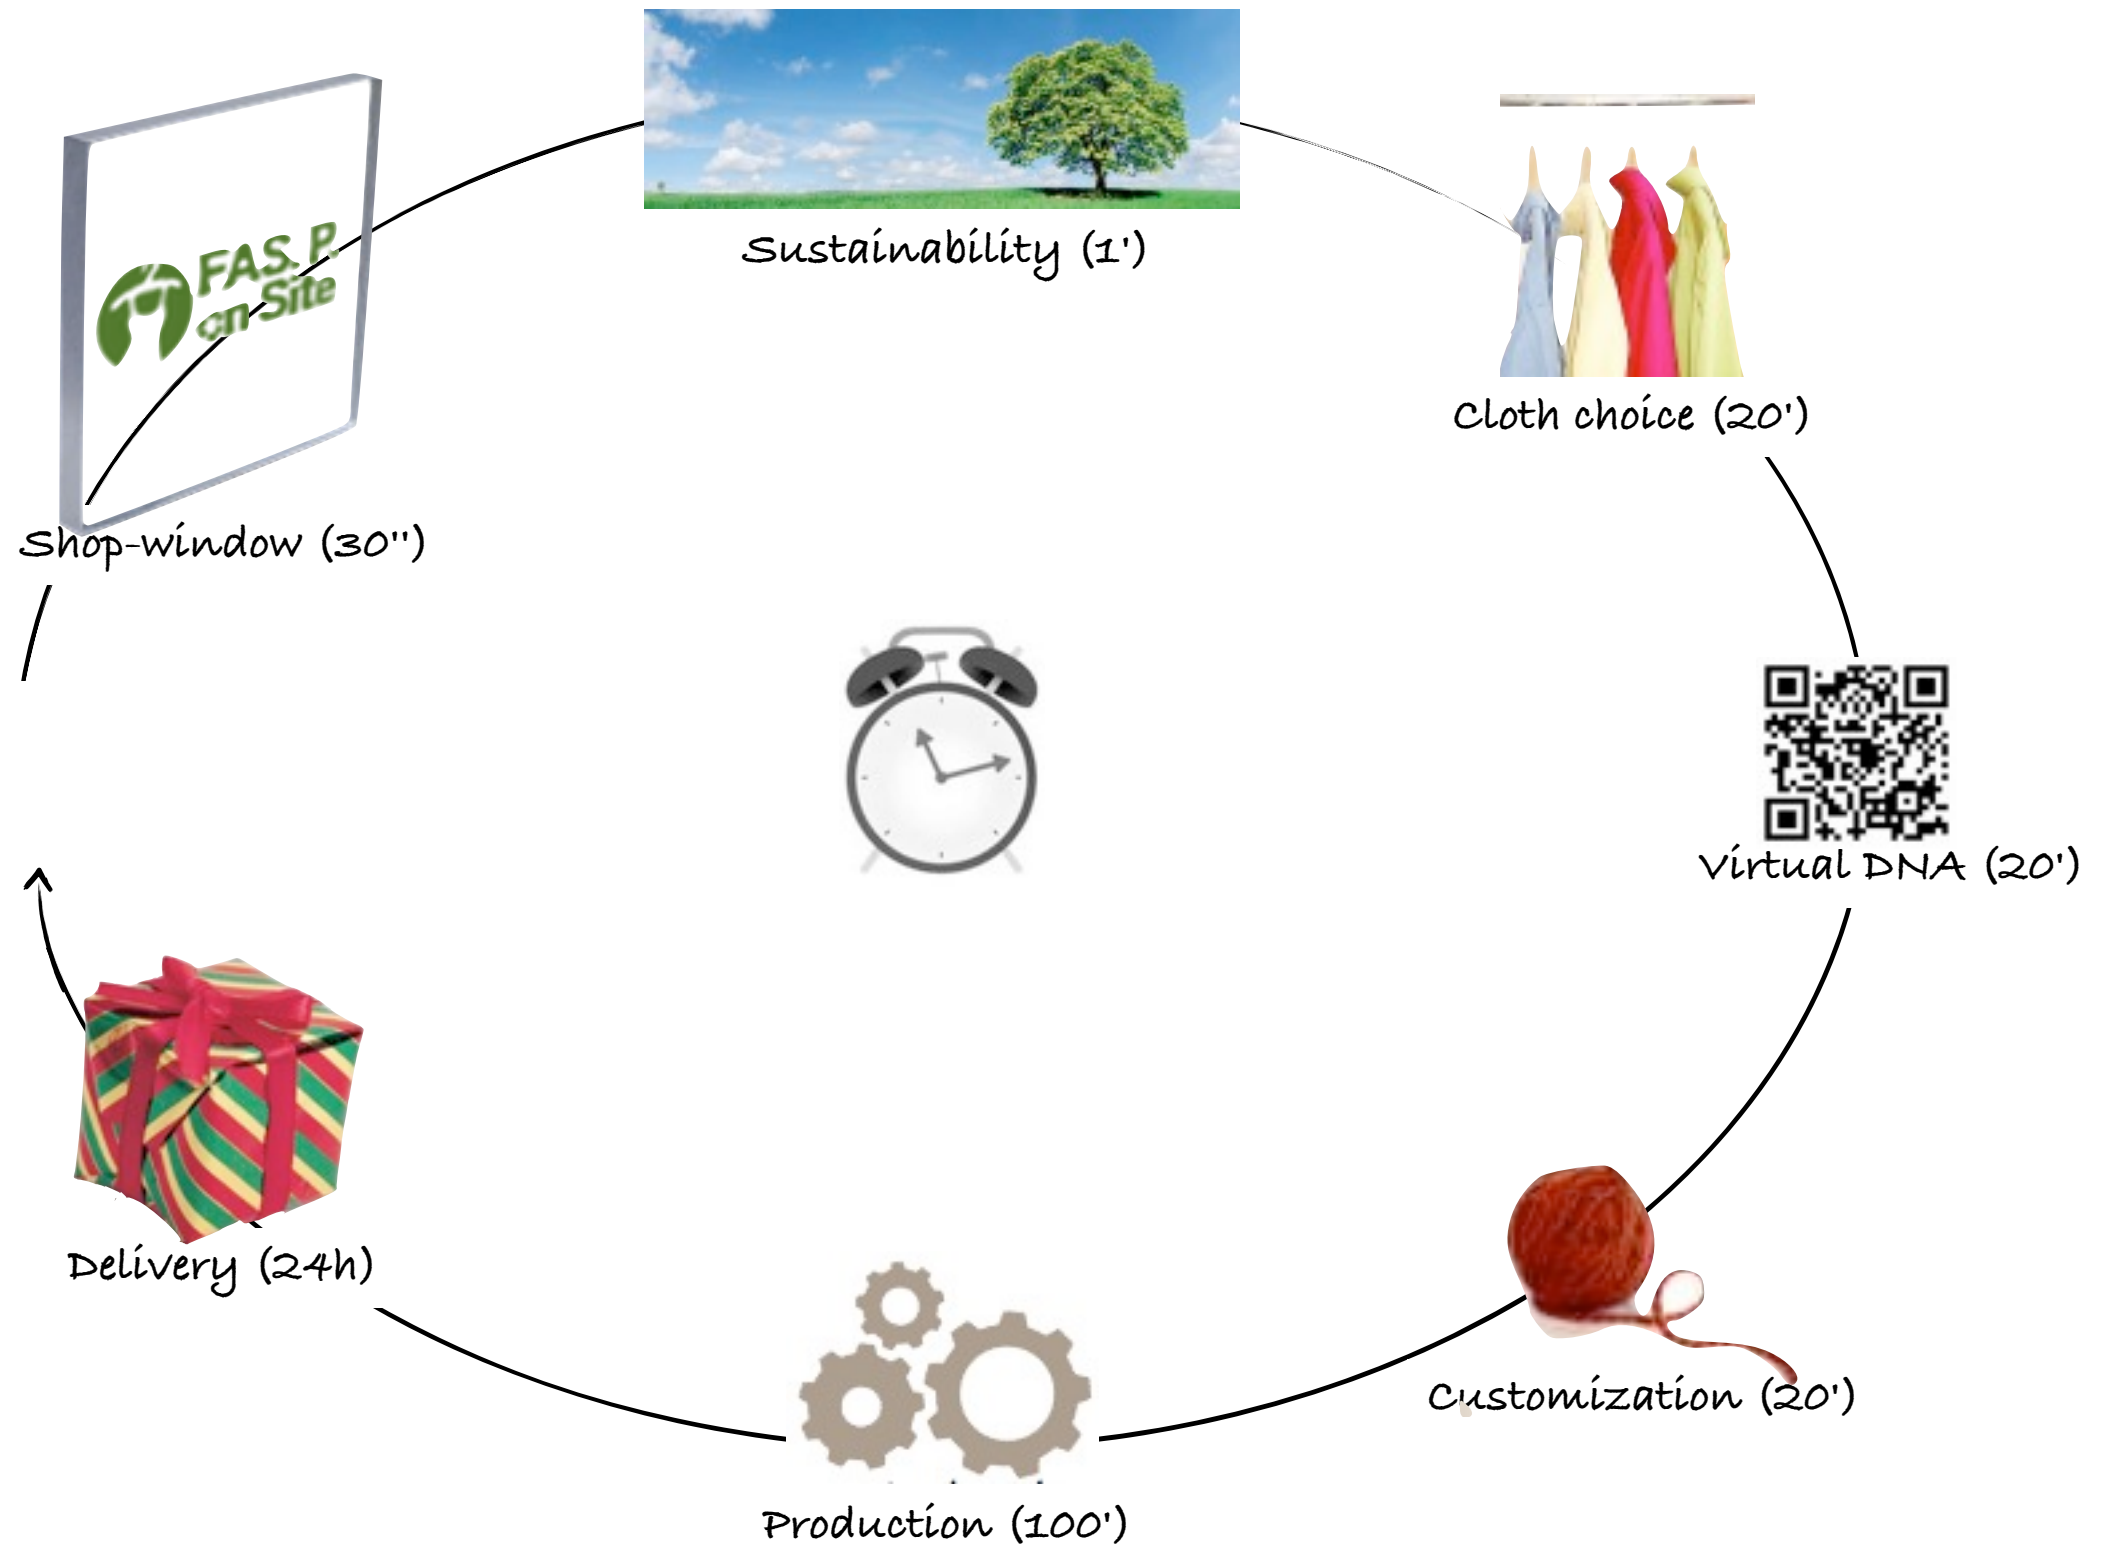 FAS. P.
on Site
Shop-window (30'')
Sustainability (1')
Cloth choice (20')
Virtual DNA (20')
Customization (20')
Production (100')
Delivery (24h)